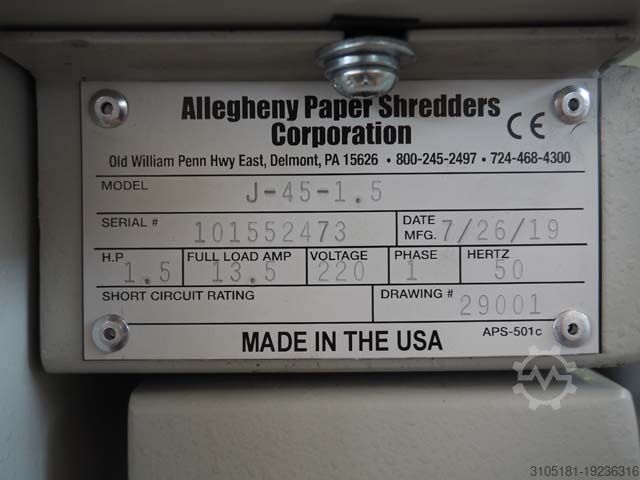 Allegheny Paper Shredders
Corporation
CE
Old William Penn Hwy East, Delmont, PA 15626 • 800-245-2497 • 724-468-4300
MODEL J-45-1.5
SERIAL # 101552473 DATE MFG. 7/26/19
H.P FULL LOAD AMP VOLTAGE PHASE HERTZ
1.5 13.5 220 1 50
SHORT CIRCUIT RATING DRAWING # 29001
MADE IN THE USA APS-501c
3105181-19236316